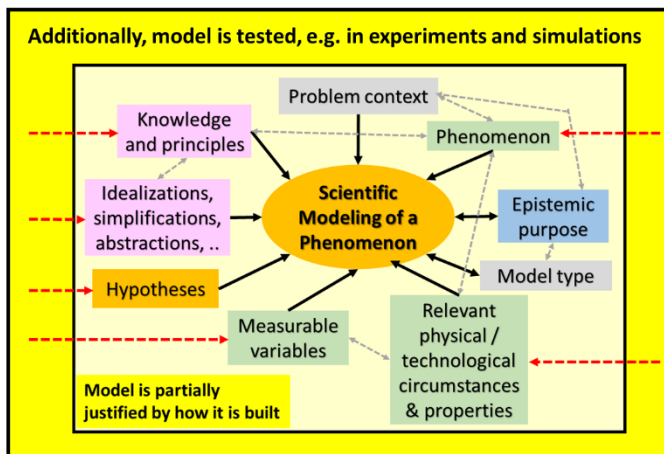 Additionally, model is tested, e.g. in experiments and simulations
Problem context
Knowledge
and principles
Phenomenon
Idealizations,
simplifications,
abstractions, ..
Scientific
Modeling of a
Phenomenon
Epistemic
purpose
Hypotheses
Model type
Measurable
variables
Relevant
physical /
technological
circumstances
& properties
Model is partially
justified by how it is built